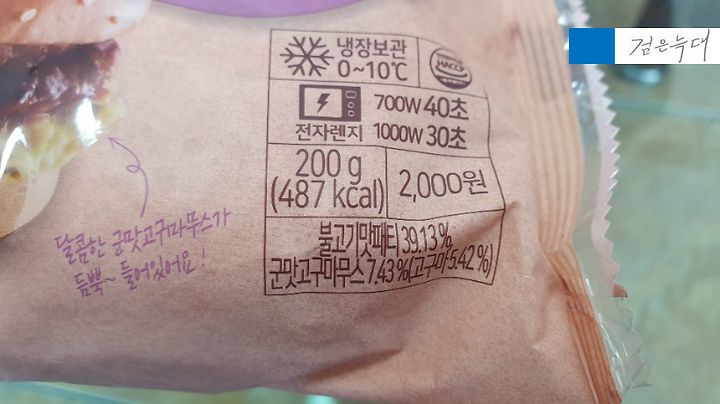 검은늑대
냉장보관
0~10℃
HACCP
700W 40초
전자렌지 1000W 30초
200 g
(487 kcal)
2,000원
불고기맛패티 39.13%
군맛고구마무스 7.43%(고구마 5.42%)
달콤한 군맛고구마무스가
듬뿍~ 들어있어요!